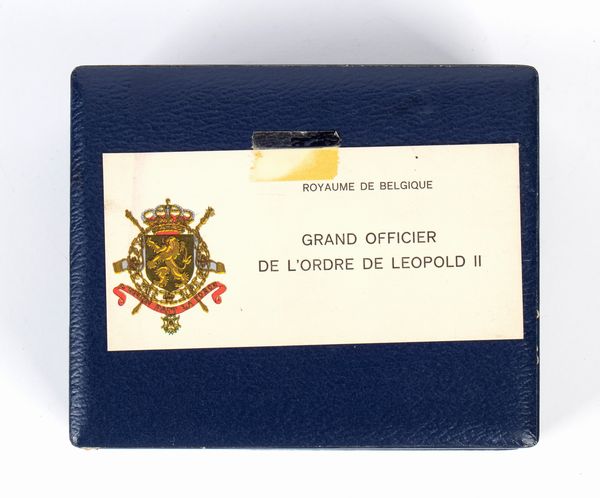 ROYAUME DE BELGIQUE
GRAND OFFICIER
DE L'ORDRE DE LEOPOLD II